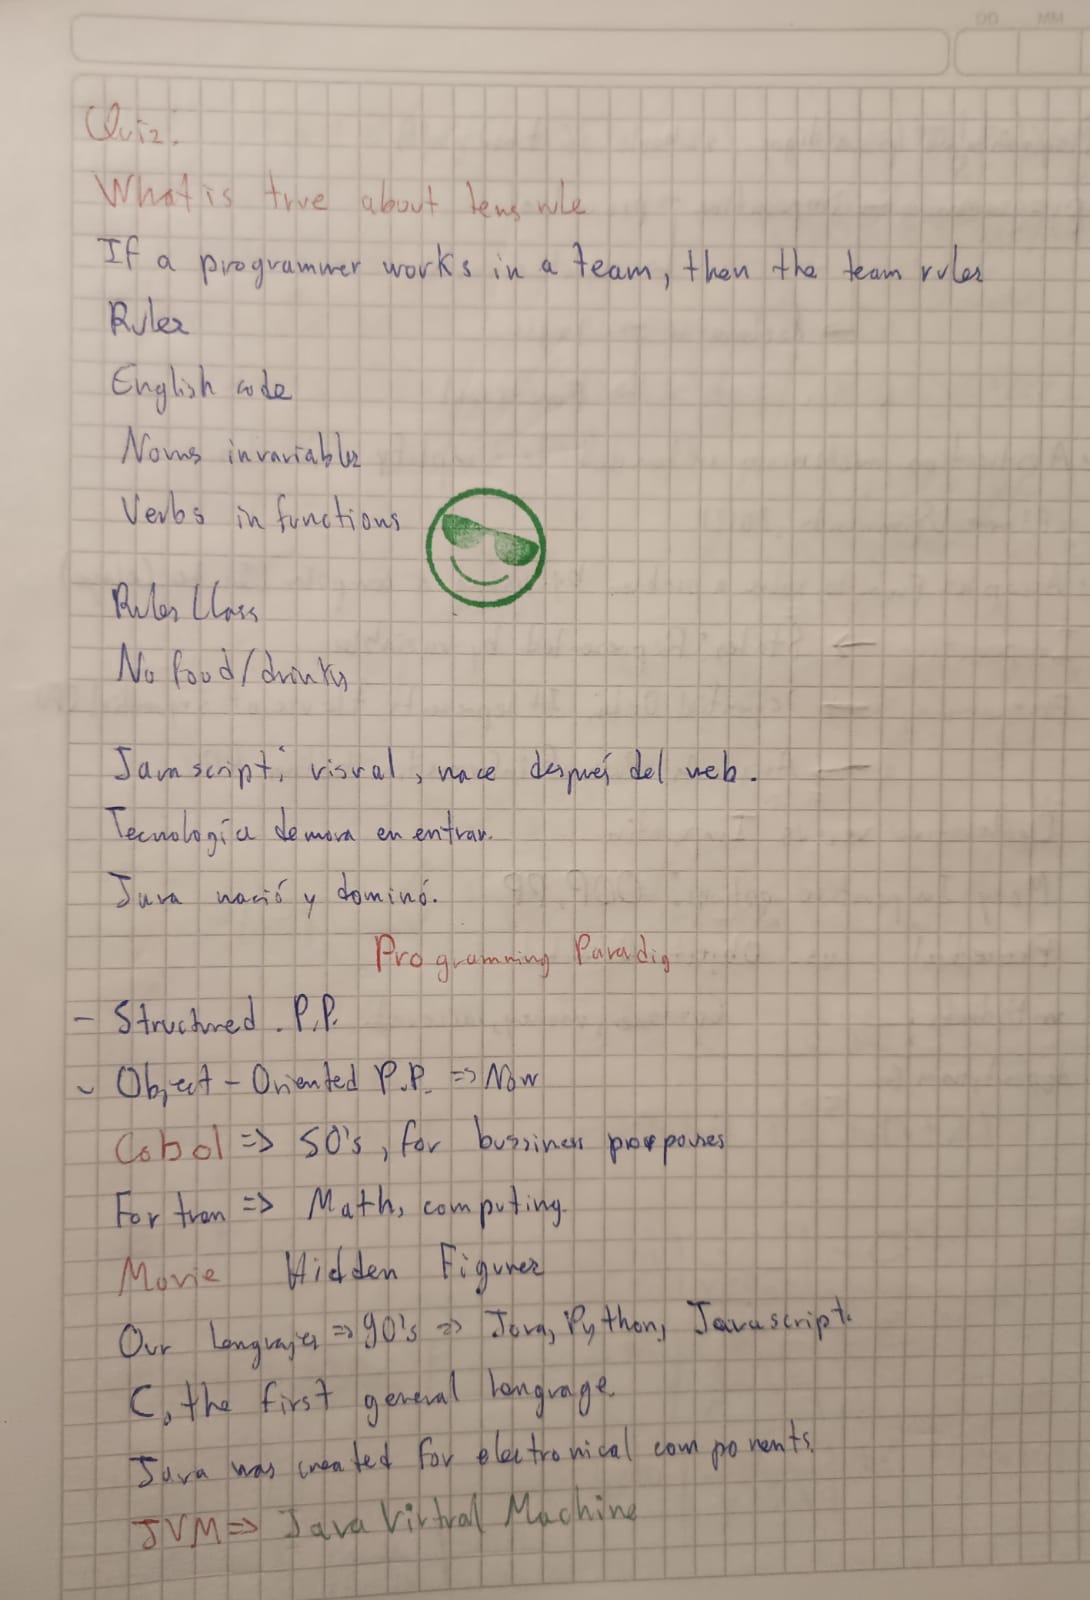 DD MM
Quiz:
What is true about tems rule
If a programmer works in a team, then the team rules
Rules
English code
Nouns invariables
Verbs in functions
Rules Class
No food/drinks
Javascript; visual, nace después del web.
Tecnología demora en entrar.
Java nació y dominó.
Programming Paradig
- Structured. P.P.
- Object-Oriented P.P. => Now
Cobol => 50's, for bussiness porposes
Fortran => Math, computing.
Movie Hidden Figures
Our languajes => 90's => Java, Python, Javascript.
C, the first general language.
Java was created for electronical components.
JVM => Java Virtual Machine